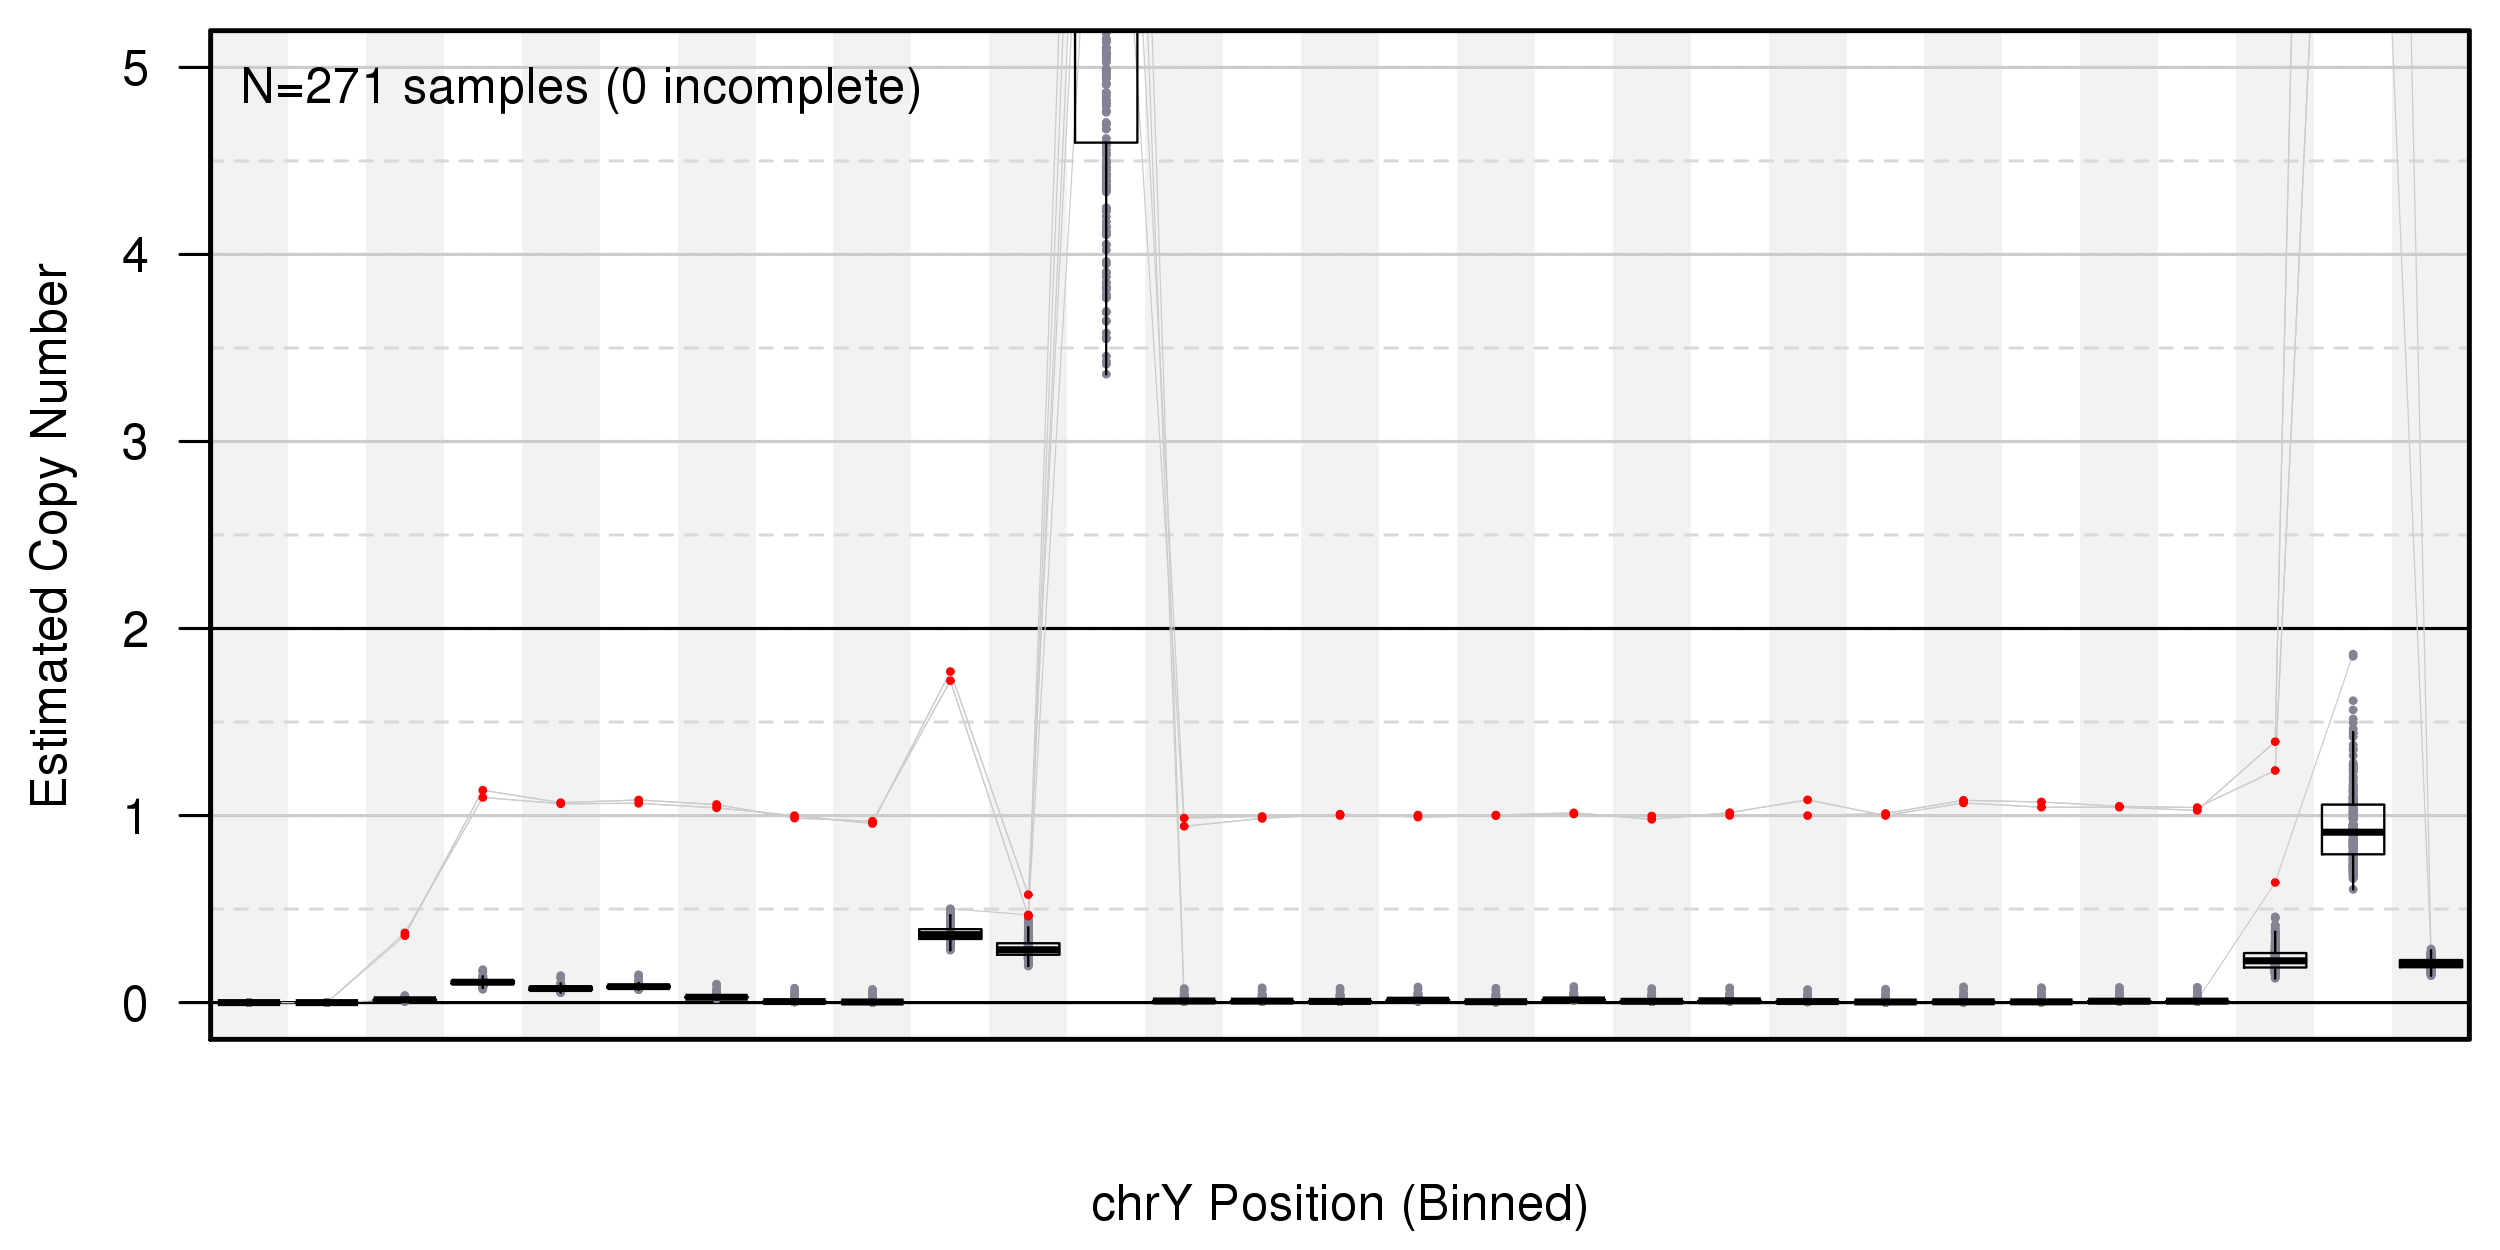 N=271 samples (0 incomplete)
5
4
3
2
1
0
Estimated Copy Number
chrY Position (Binned)